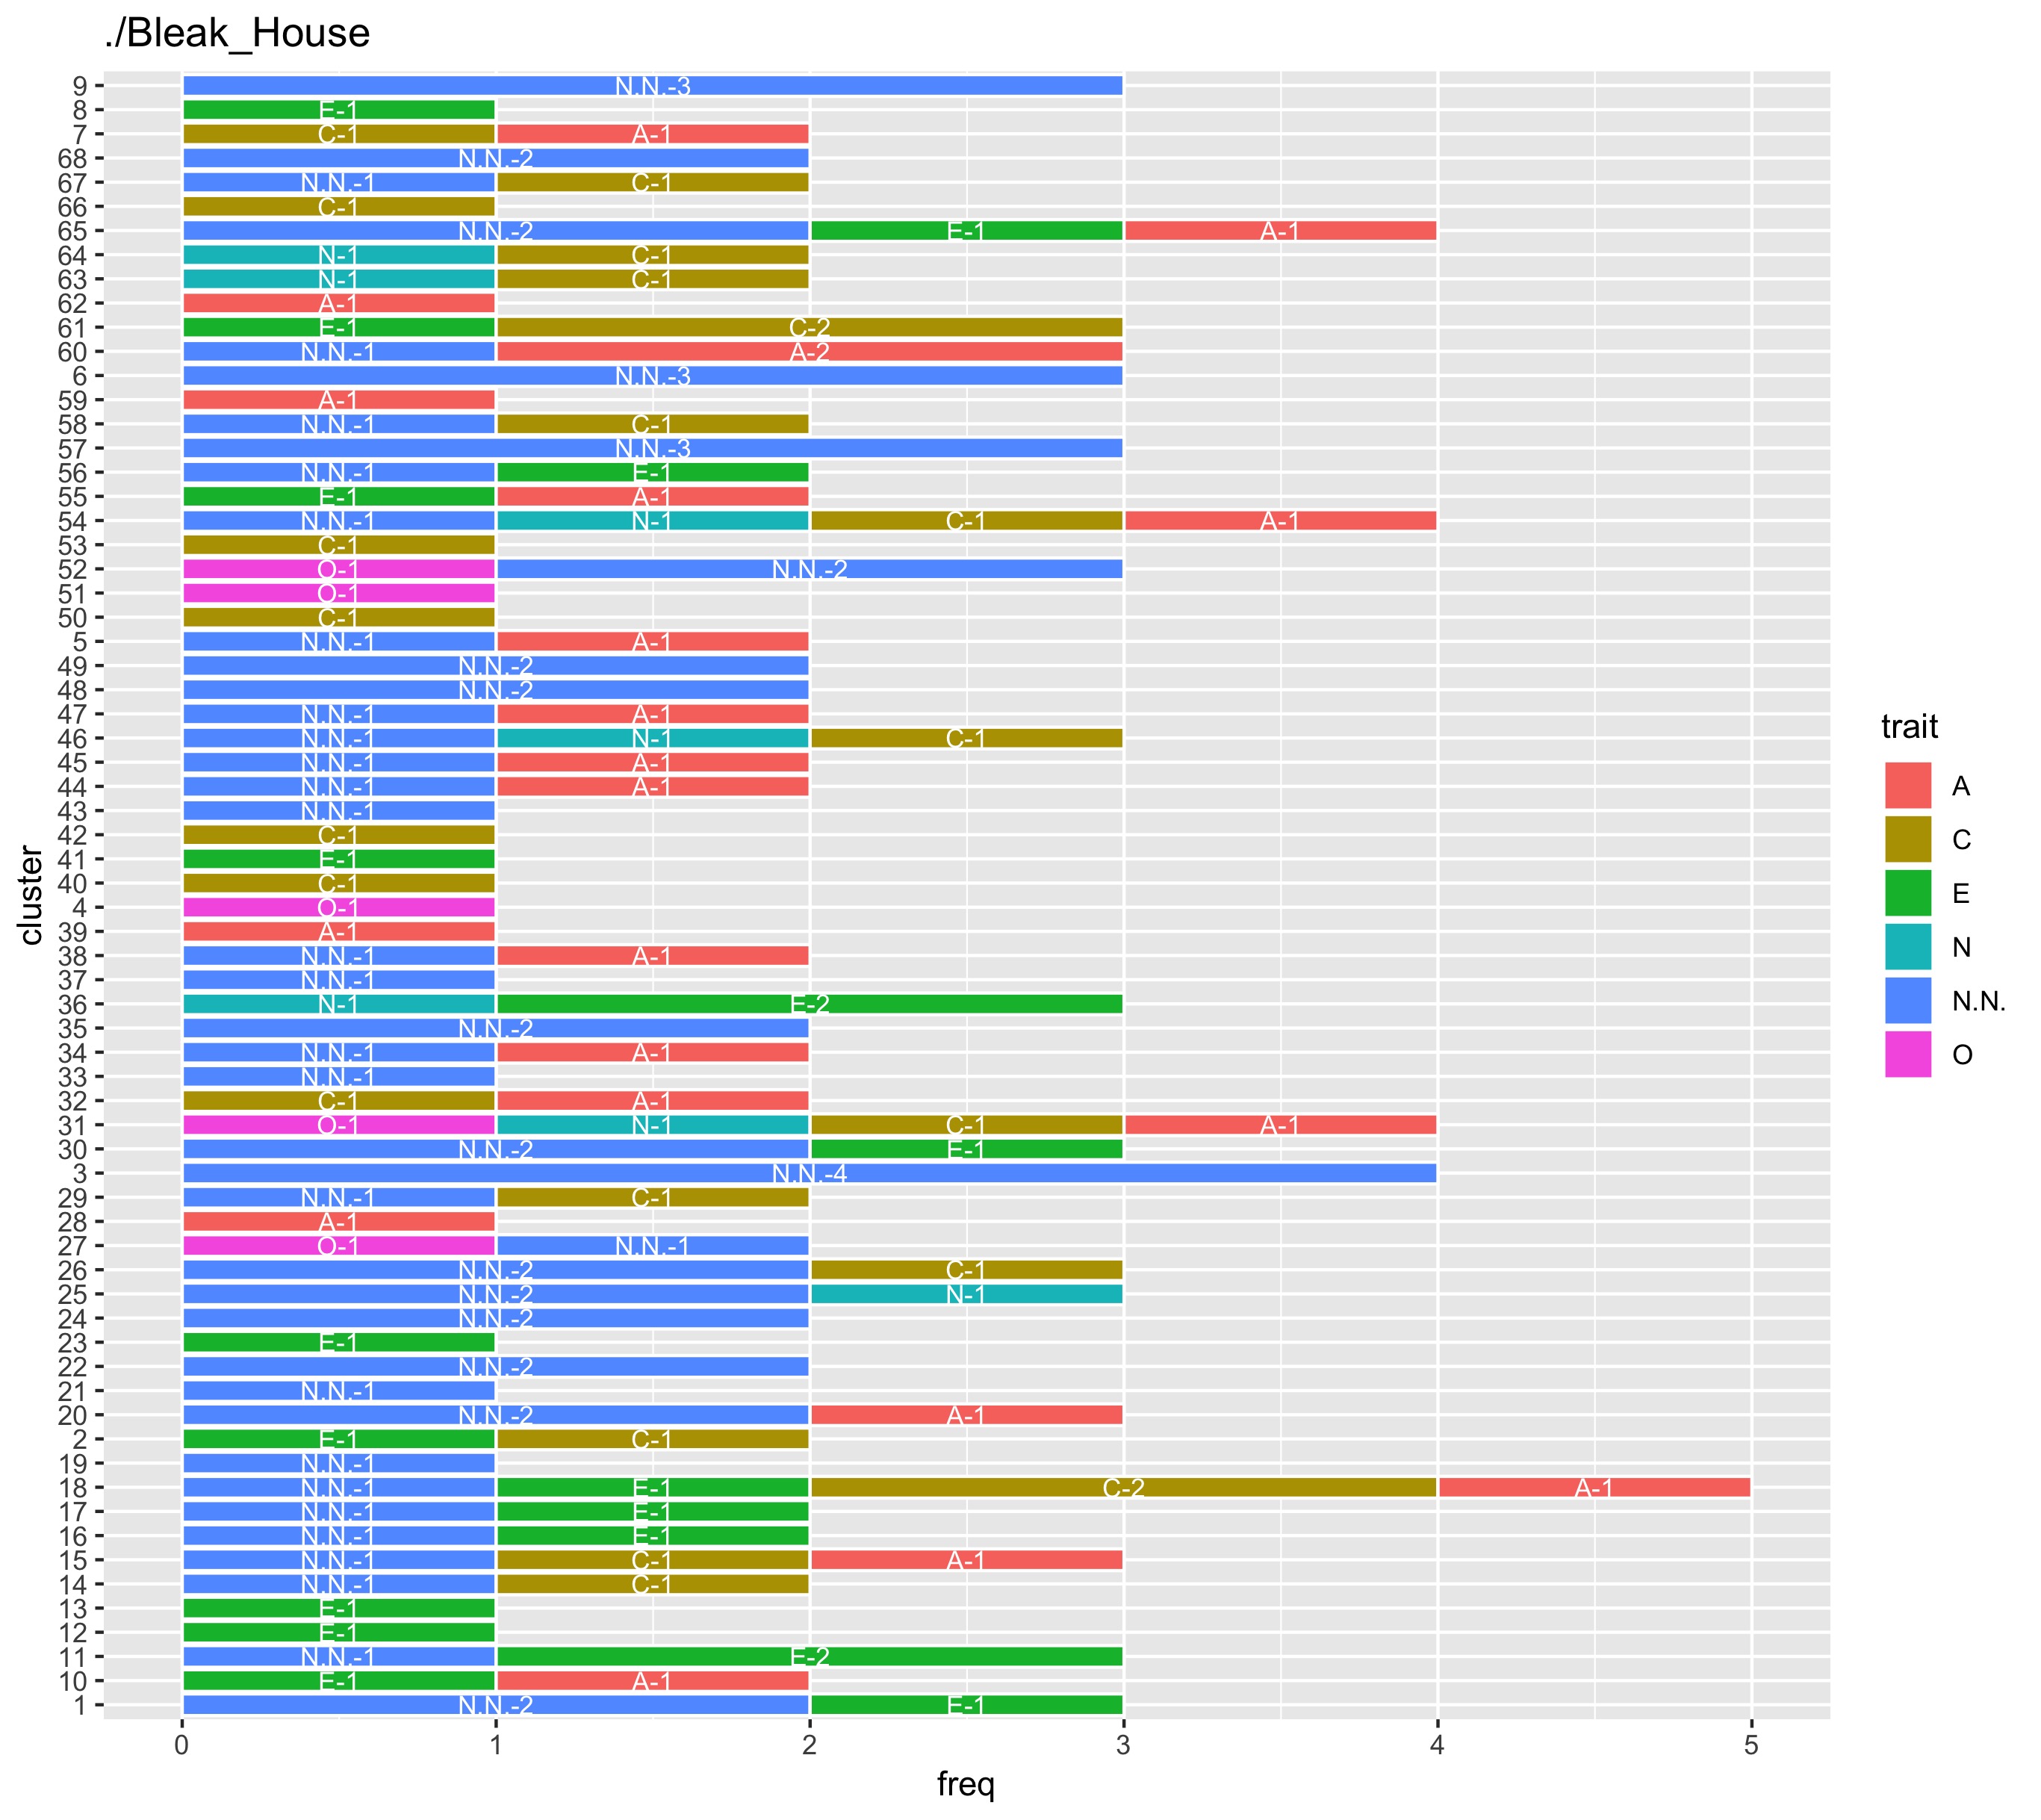 ./Bleak_House
9 N.N.-3
8 E-1
7 C-1 A-1
68 N.N.-2
67 N.N.-1 C-1
66 C-1
65 N.N.-2 E-1 A-1
64 N-1 C-1
63 N-1 C-1
62 A-1
61 E-1 C-2
60 N.N.-1 A-2
6 N.N.-3
59 A-1
58 N.N.-1 C-1
57 N.N.-3
56 N.N.-1 E-1
55 E-1 A-1
54 N.N.-1 N-1 C-1 A-1
53 C-1
52 O-1 N.N.-2
51 O-1
50 C-1
5 N.N.-1 A-1
49 N.N.-2
48 N.N.-2
47 N.N.-1 A-1
46 N.N.-1 N-1 C-1
45 N.N.-1 A-1
44 N.N.-1 A-1
43 N.N.-1
42 C-1
41 E-1
40 C-1
4 O-1
39 A-1
38 N.N.-1 A-1
37 N.N.-1
36 N-1 E-2
35 N.N.-2
34 N.N.-1 A-1
33 N.N.-1
32 C-1 A-1
31 O-1 N-1 C-1 A-1
30 N.N.-2 E-1
3 N.N.-4
29 N.N.-1 C-1
28 A-1
27 O-1 N.N.-1
26 N.N.-2 C-1
25 N.N.-2 N-1
24 N.N.-2
23 E-1
22 N.N.-2
21 N.N.-1
20 N.N.-2 A-1
2 E-1 C-1
19 N.N.-1
18 N.N.-1 E-1 C-2 A-1
17 N.N.-1 E-1
16 N.N.-1 E-1
15 N.N.-1 C-1 A-1
14 N.N.-1 C-1
13 E-1
12 E-1
11 N.N.-1 E-2
10 E-1 A-1
1 N.N.-2 E-1
0 1 2 3 4 5
freq
cluster
trait
A
C
E
N
N.N.
O